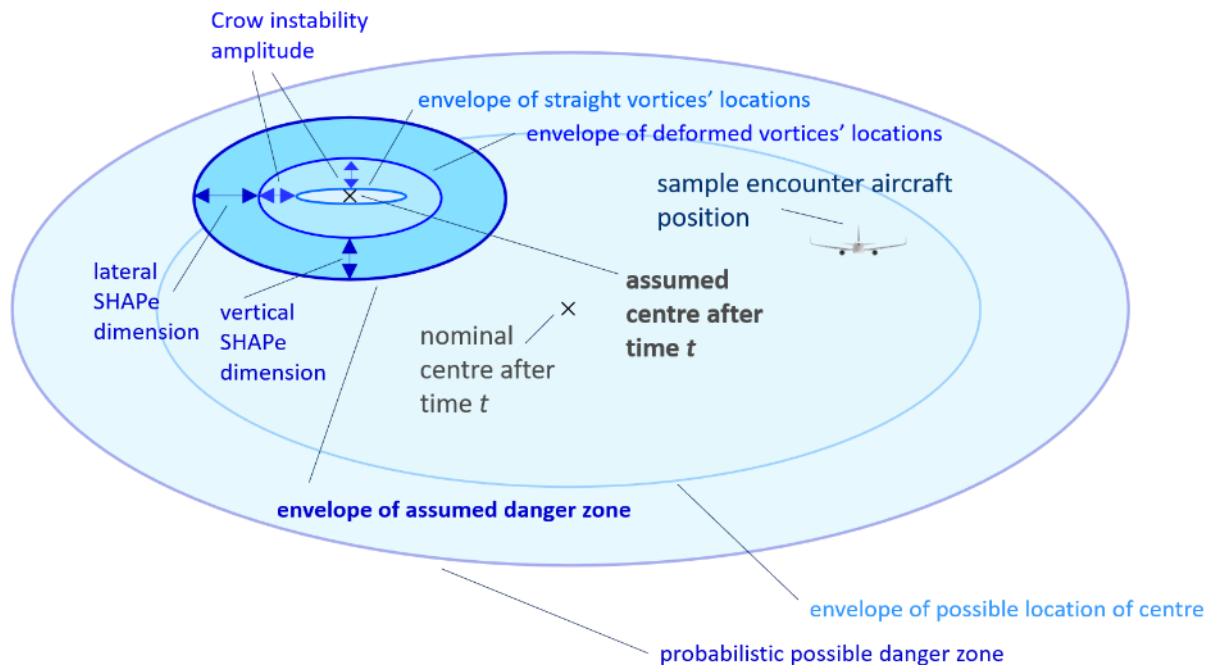 Crow instability
amplitude
envelope of straight vortices’ locations
envelope of deformed vortices’ locations
sample encounter aircraft
position
lateral
SHAPe
dimension
vertical
SHAPe
dimension
nominal
centre after
time t
assumed
centre after
time t
envelope of assumed danger zone
envelope of possible location of centre
probabilistic possible danger zone